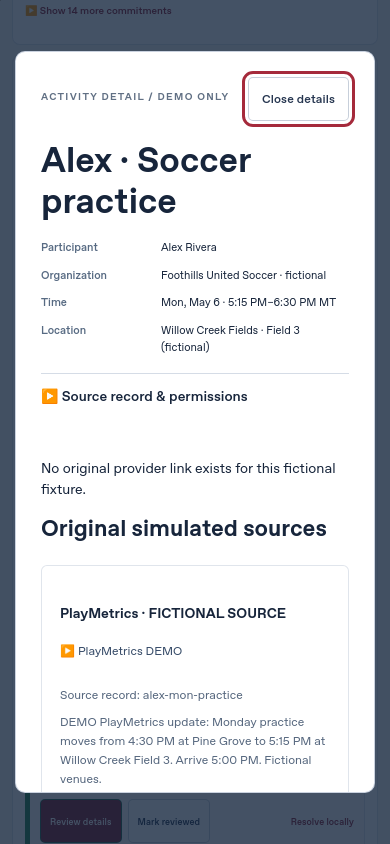 ▶️ Show 14 more commitments
ACTIVITY DETAIL / DEMO ONLY
Close details
Alex · Soccer
practice
Participant
Alex Rivera
Organization
Foothills United Soccer · fictional
Time
Mon, May 6 · 5:15 PM–6:30 PM MT
Location
Willow Creek Fields · Field 3
(fictional)
▶️ Source record & permissions
No original provider link exists for this fictional
fixture.
Original simulated sources
PlayMetrics · FICTIONAL SOURCE
▶️ PlayMetrics DEMO
Source record: alex-mon-practice
DEMO PlayMetrics update: Monday practice
moves from 4:30 PM at Pine Grove to 5:15 PM at
Willow Creek Field 3. Arrive 5:00 PM. Fictional
venues.
Review details
Mark reviewed
Resolve locally